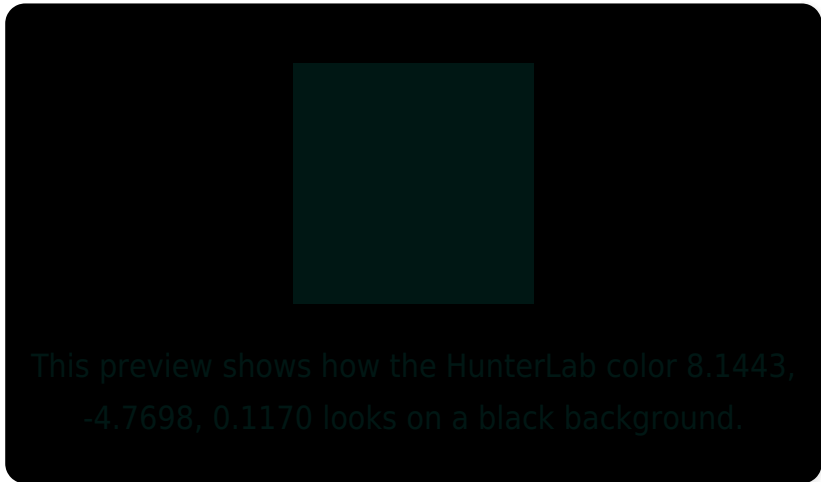 This preview shows how the HunterLab color 8.1443,
-4.7698, 0.1170 looks on a black background.